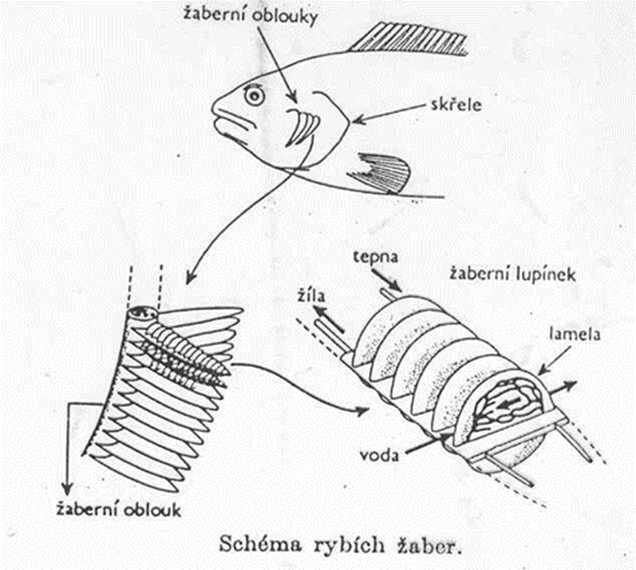 žaberní oblouky
skřele
tepna
žaberní lupínek
žíla
lamela
voda
žaberní oblouk
Schéma rybích žaber.